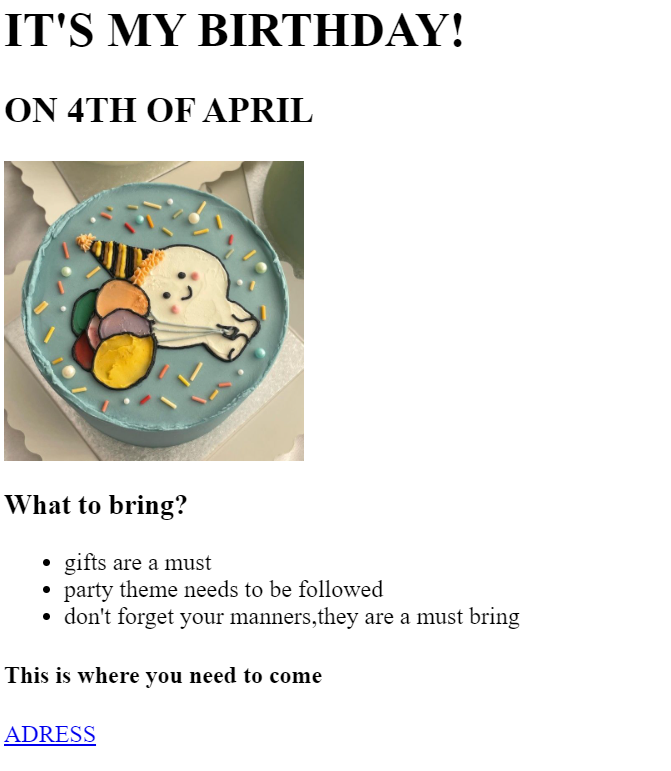 IT'S MY BIRTHDAY!
ON 4TH OF APRIL
What to bring?
gifts are a must
party theme needs to be followed
don't forget your manners,they are a must bring
This is where you need to come
ADRESS